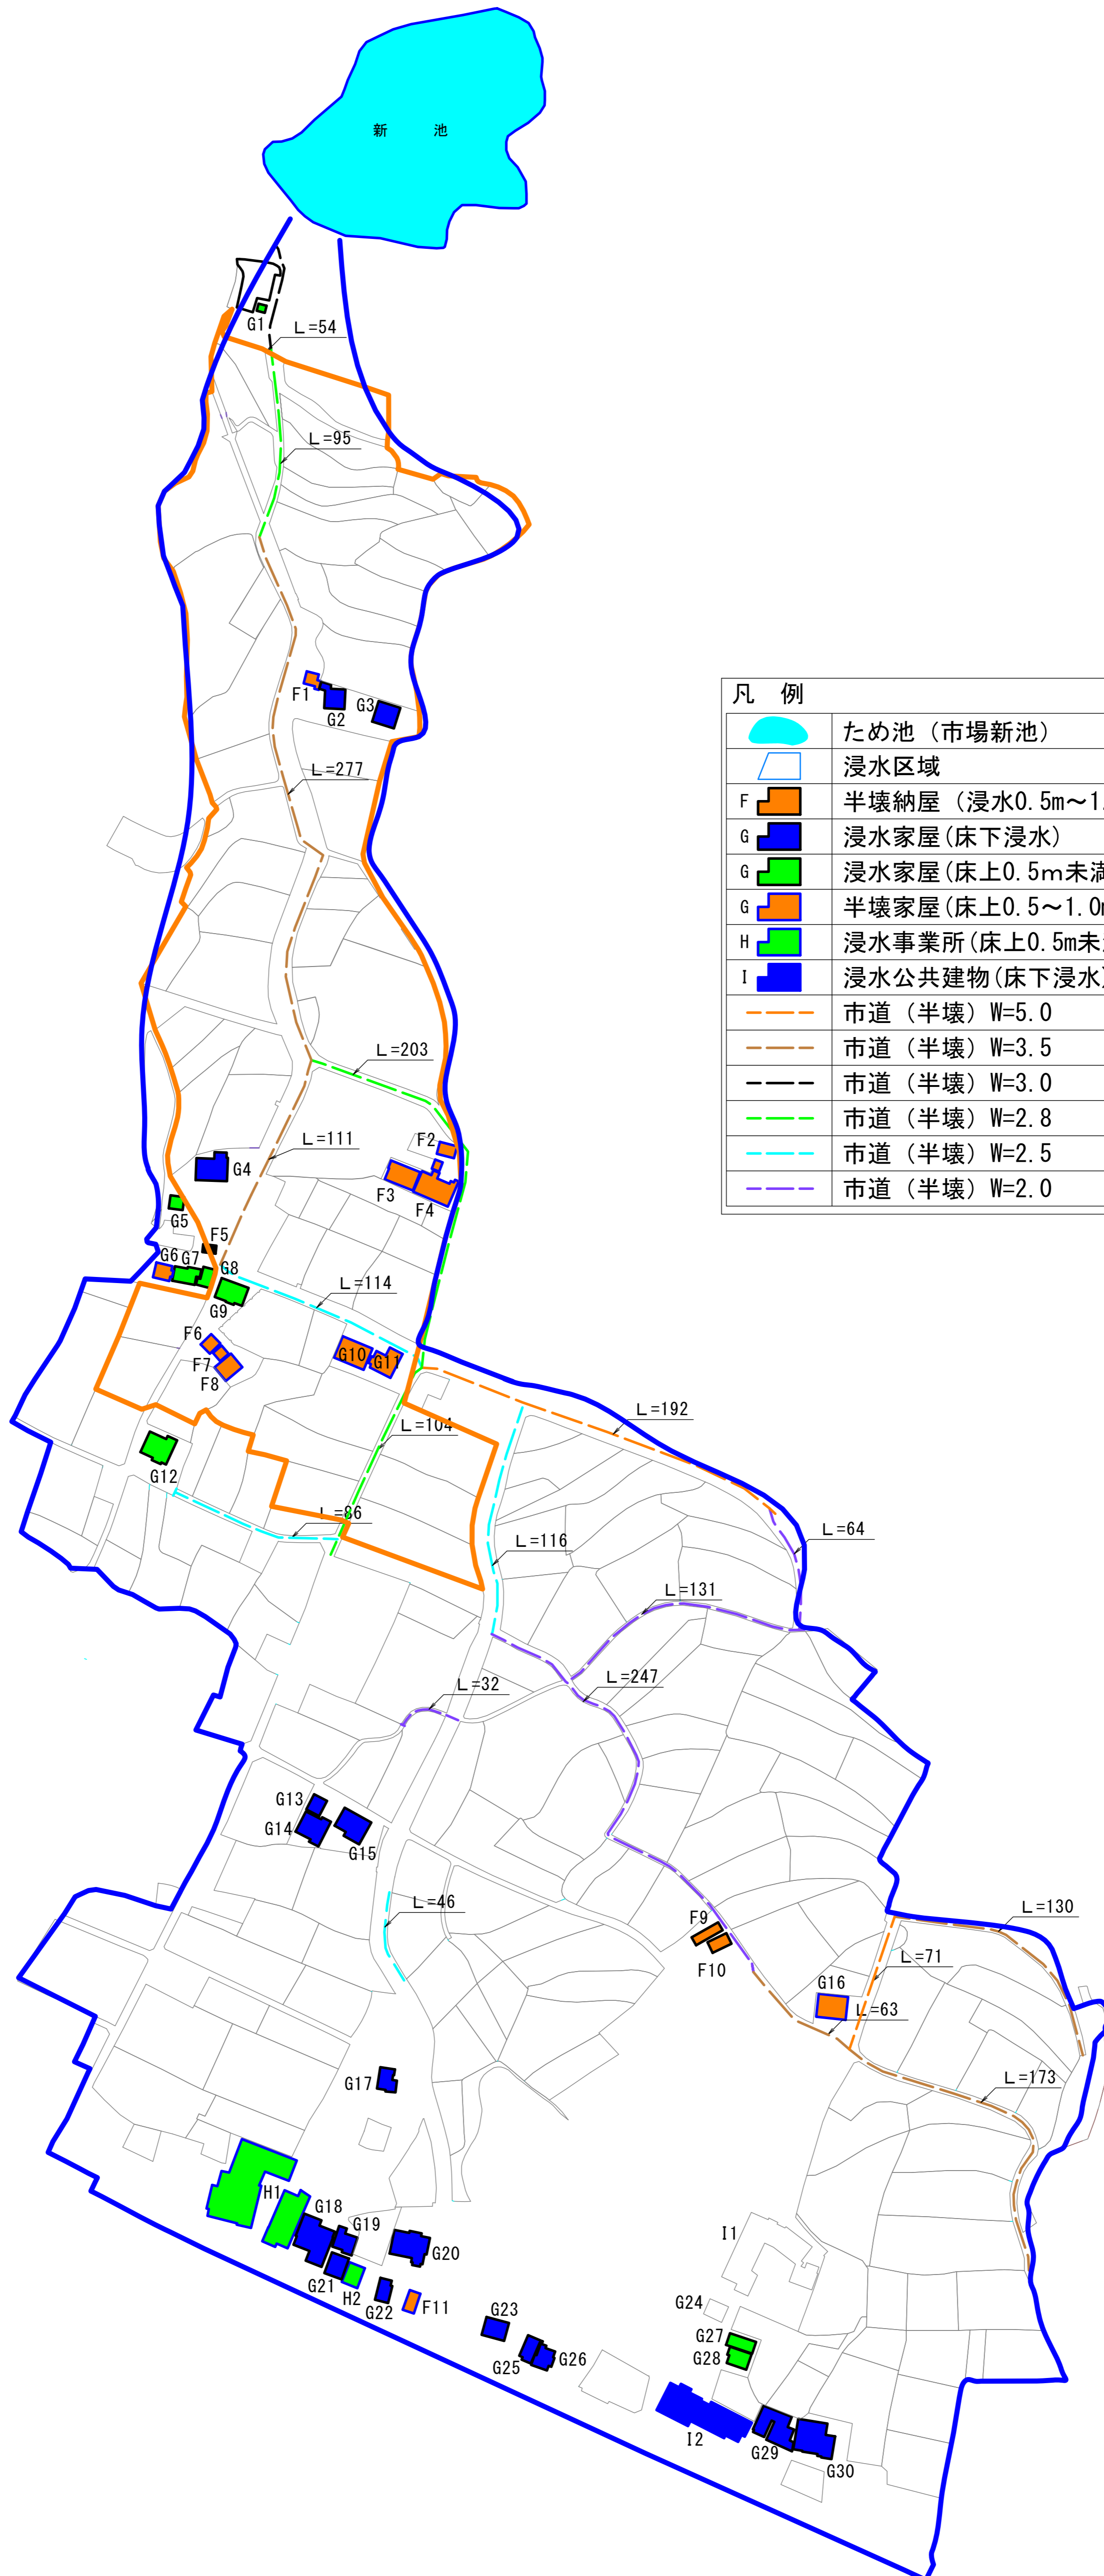 新 池
G1
L=54
L=95
F1
G2
G3
L=277
凡 例
ため池（市場新池）
浸水区域
F 半壊納屋（浸水0.5m～1.
G 浸水家屋(床下浸水)
G 浸水家屋(床上0.5m未満
G 半壊家屋(床上0.5～1.0m
H 浸水事業所(床上0.5m未
I 浸水公共建物(床下浸水)
市道（半壊）W=5.0
市道（半壊）W=3.5
市道（半壊）W=3.0
市道（半壊）W=2.8
市道（半壊）W=2.5
市道（半壊）W=2.0
L=203
L=111
F2
G4
F3
F4
G5
F5
G6
G7
G8
G9
L=114
F6
F7
F8
G10
G11
L=192
L=104
G12
L=86
L=116
L=64
L=131
L=247
L=32
G13
G14
G15
L=46
F9
F10
L=130
L=71
G16
L=63
G17
L=173
H1
G18
G19
G20
G21
H2
G22
F11
I1
G24
G23
G25
G26
G27
G28
I2
G29
G30